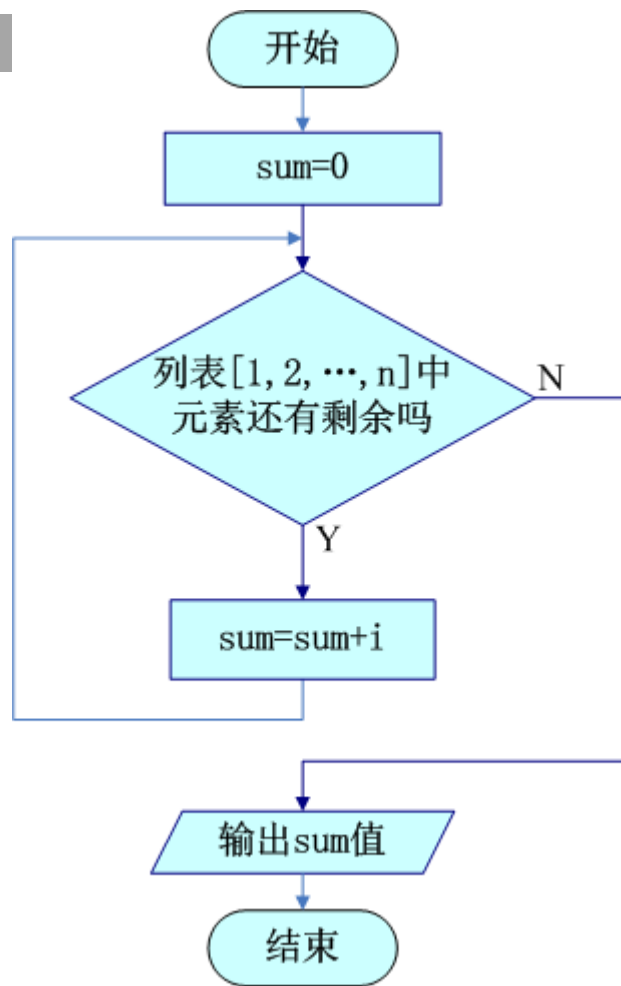 开始
sum=0
列表[1,2,…,n]中
元素还有剩余吗
N
Y
sum=sum+i
输出sum值
结束